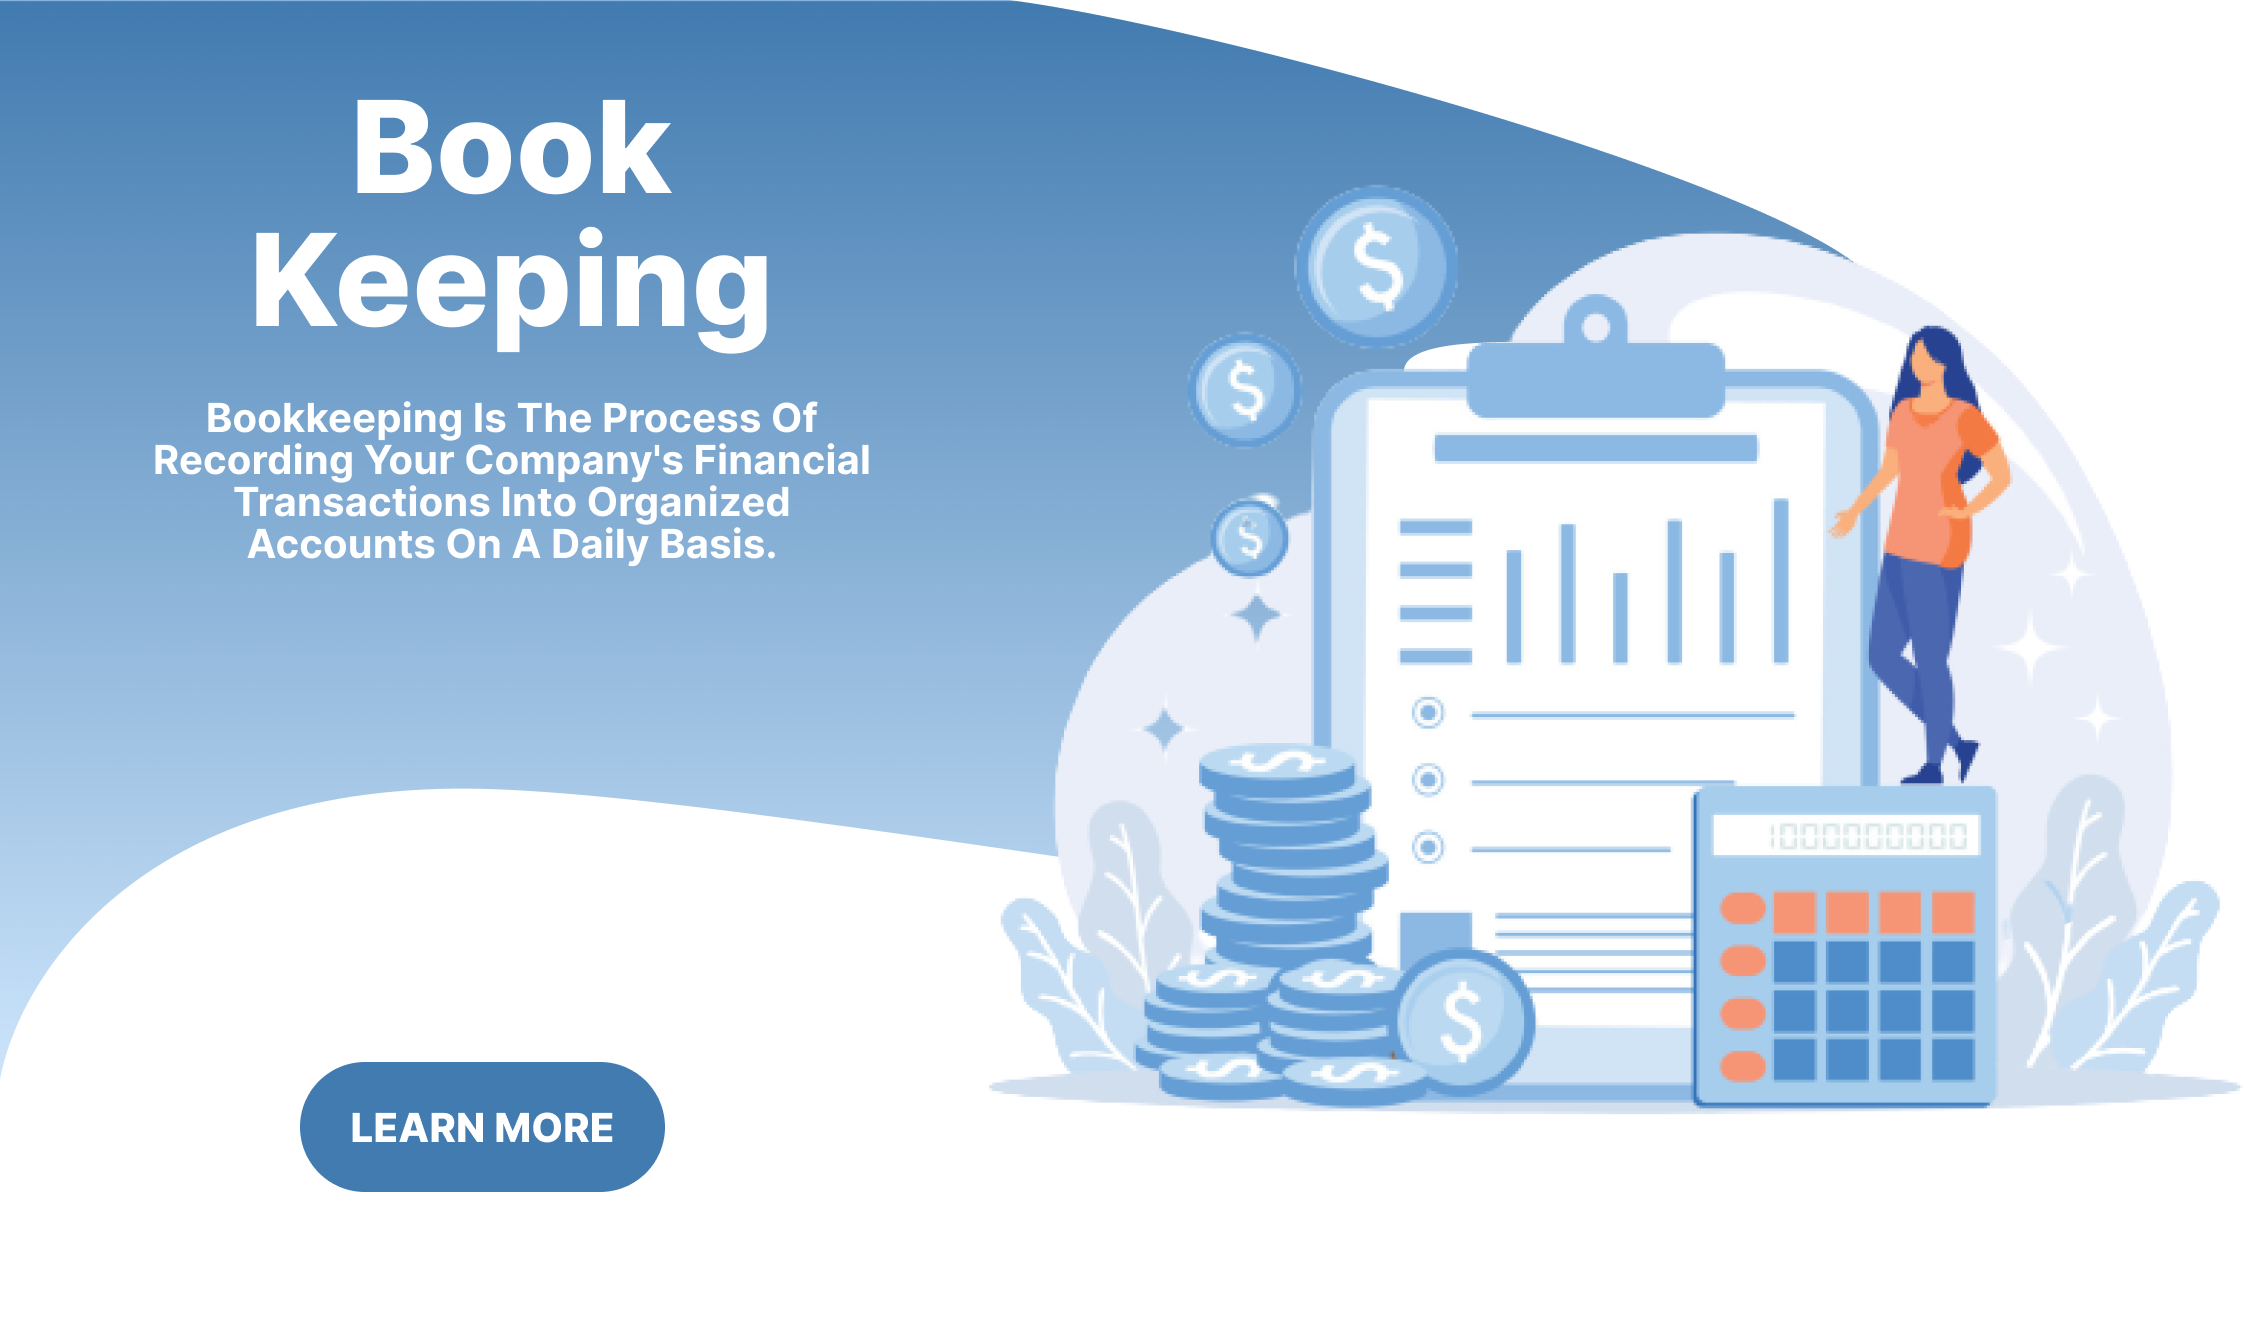 Book
Keeping
Bookkeeping Is The Process Of
Recording Your Company's Financial
Transactions Into Organized
Accounts On A Daily Basis.
$
$
$
$
$
$
$
$
$
LEARN MORE